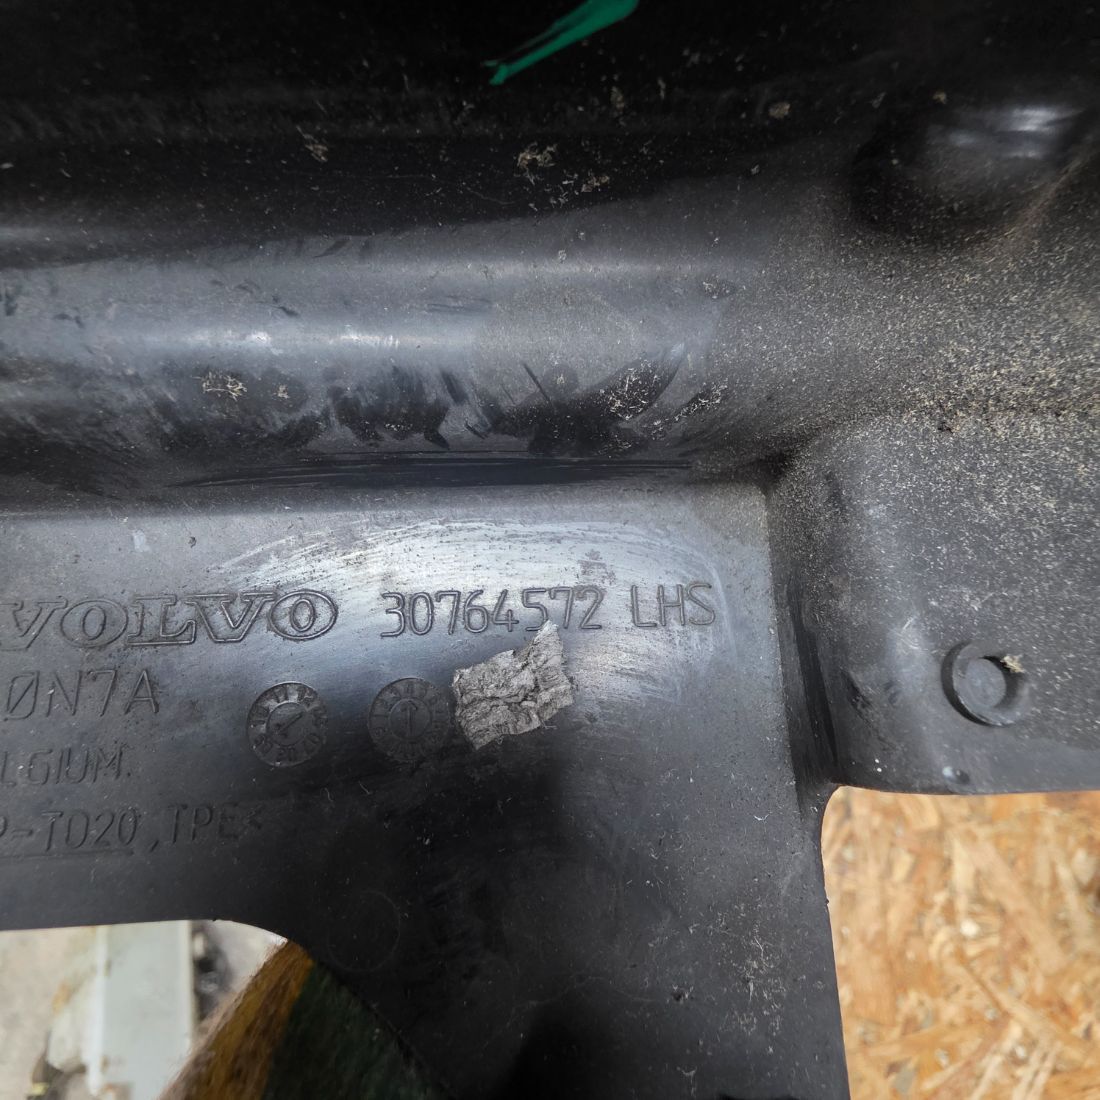 VOLVO 30764572 LHS
ØN7A
LGIUM.
P-T020,TPE<